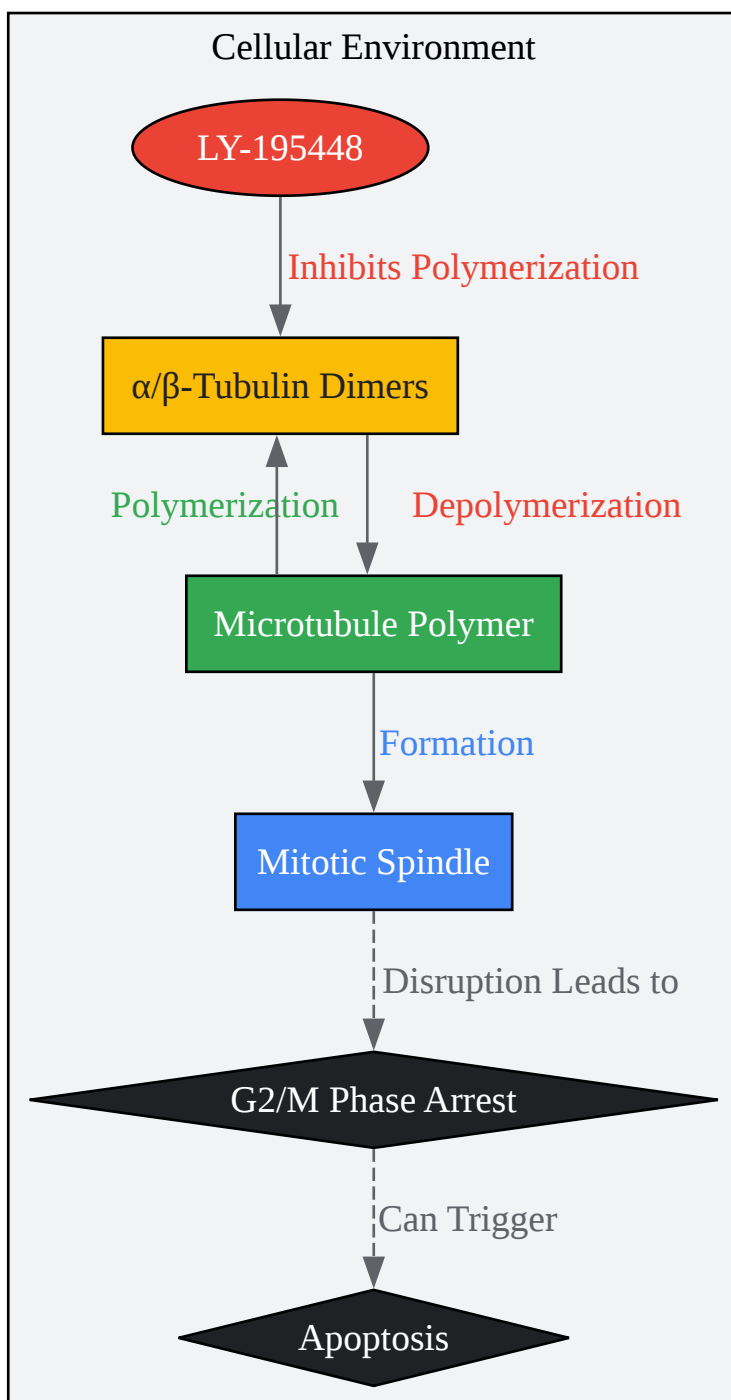 Cellular Environment
LY-195448
Inhibits Polymerization
α/β-Tubulin Dimers
Polymerization
Depolymerization
Microtubule Polymer
Formation
Mitotic Spindle
Disruption Leads to
G2/M Phase Arrest
Can Trigger
Apoptosis